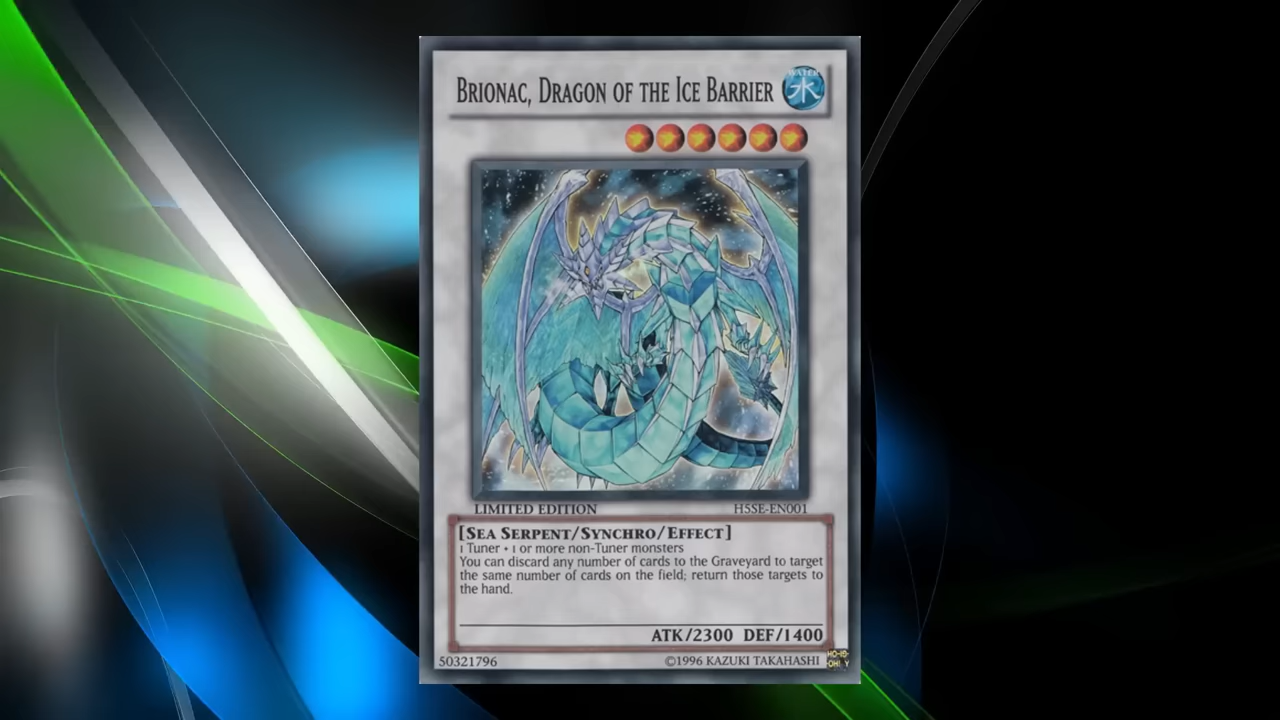 BRIONAC, DRAGON OF THE ICE BARRIER
WATER
水
LIMITED EDITION H5SE-EN001
[SEA SERPENT/SYNCHRO/EFFECT]
1 Tuner + 1 or more non-Tuner monsters
You can discard any number of cards to the Graveyard to target
the same number of cards on the field; return those targets to
the hand.
ATK/2300 DEF/1400
50321796 ©1996 KAZUKI TAKAHASHI